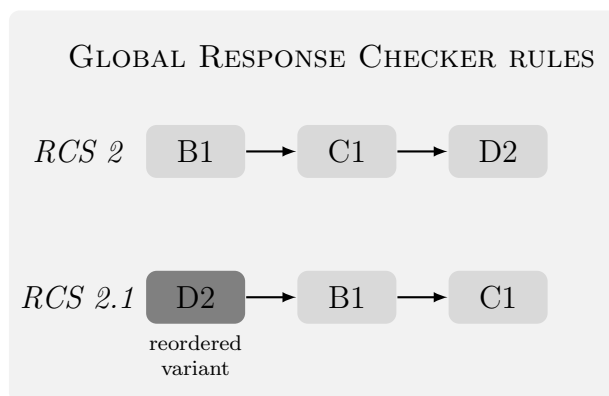 Global Response Checker rules
RCS 2 B1 C1 D2
RCS 2.1 D2 B1 C1
reordered
variant